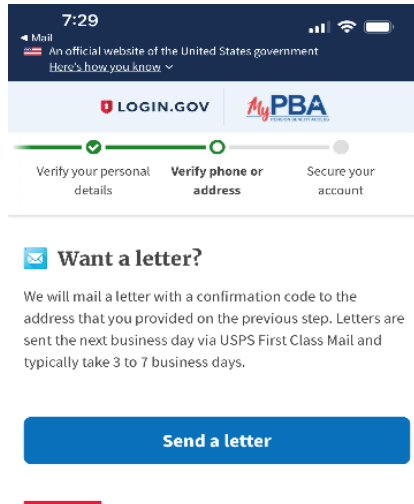 7:29
◄ Mail
An official website of the United States government
Here's how you know
LOGIN.GOV MyPBA
Verify your personal details
Verify phone or address
Secure your account
Want a letter?
We will mail a letter with a confirmation code to the
address that you provided on the previous step. Letters are
sent the next business day via USPS First Class Mail and
typically take 3 to 7 business days.
Send a letter